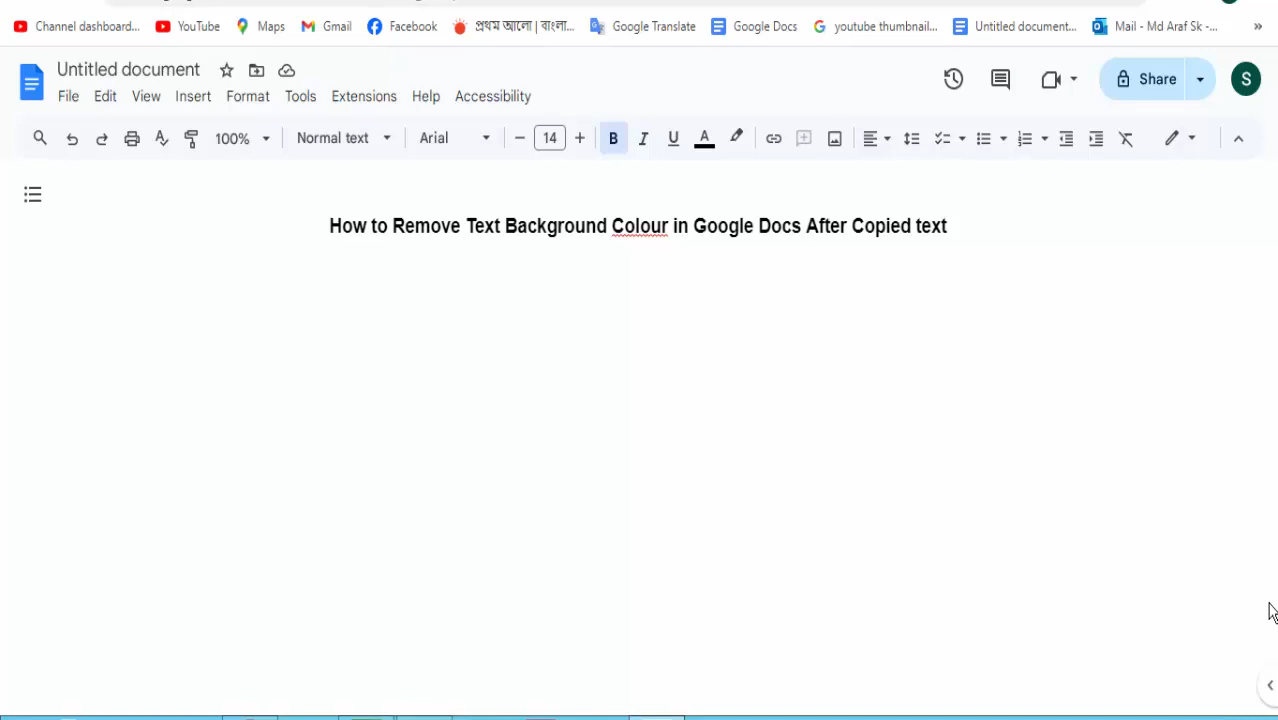 Channel dashboard... YouTube Maps Gmail Facebook প্রথম আলো | বাংলা... Google Translate Google Docs youtube thumbnail... Untitled document... Mail - Md Araf Sk -... »
Untitled document
Share S
File Edit View Insert Format Tools Extensions Help Accessibility
100% Normal text Arial 14 B I U A
How to Remove Text Background Colour in Google Docs After Copied text